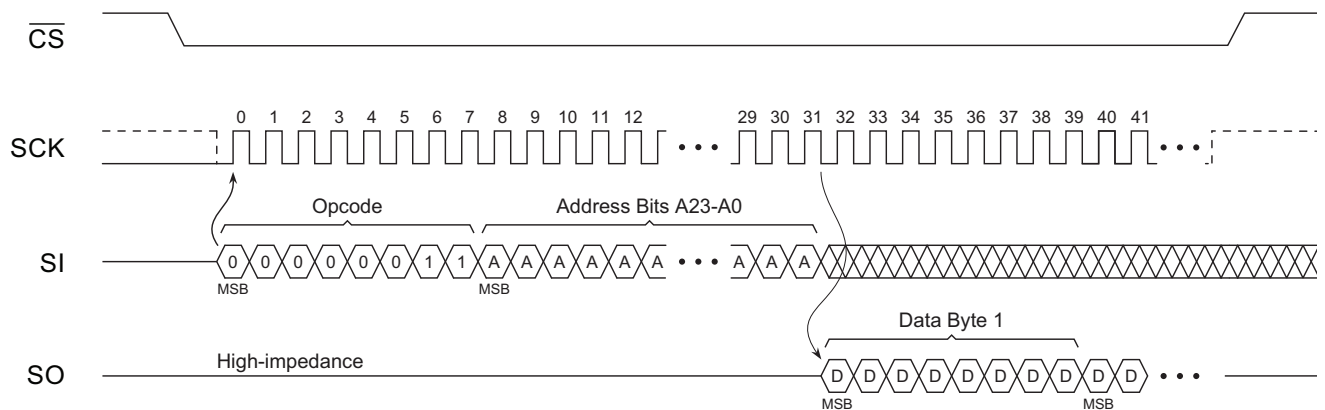 CS
0 1 2 3 4 5 6 7 8 9 10 11 12 29 30 31 32 33 34 35 36 37 38 39 40 41
SCK
Opcode Address Bits A23-A0
SI 0 0 0 0 0 0 1 1 A A A A A A A A A
MSB MSB
Data Byte 1
High-impedance
SO D D D D D D D D D D
MSB MSB